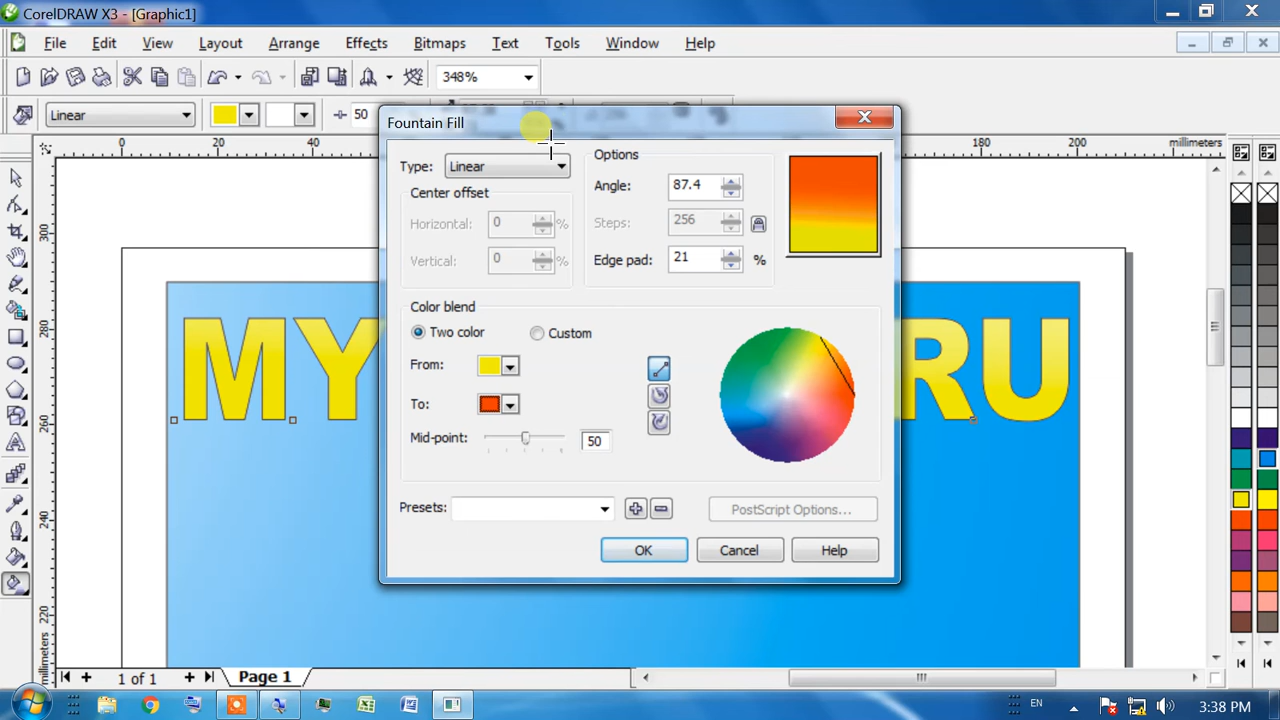 CorelDRAW X3 - [Graphic1]
File Edit View Layout Arrange Effects Bitmaps Text Tools Window Help
348%
Linear 50
Fountain Fill
Type: Linear
Center offset
Horizontal: 0 %
Vertical: 0 %
Options
Angle: 87.4
Steps: 256
Edge pad: 21 %
Color blend
Two color Custom
From:
To:
Mid-point: 50
Presets:
PostScript Options...
OK Cancel Help
0 20 40 60 80 180 200 millimeters
300
280
260
240
220
millimeters
MY RU
1 of 1 Page 1
EN 3:38 PM